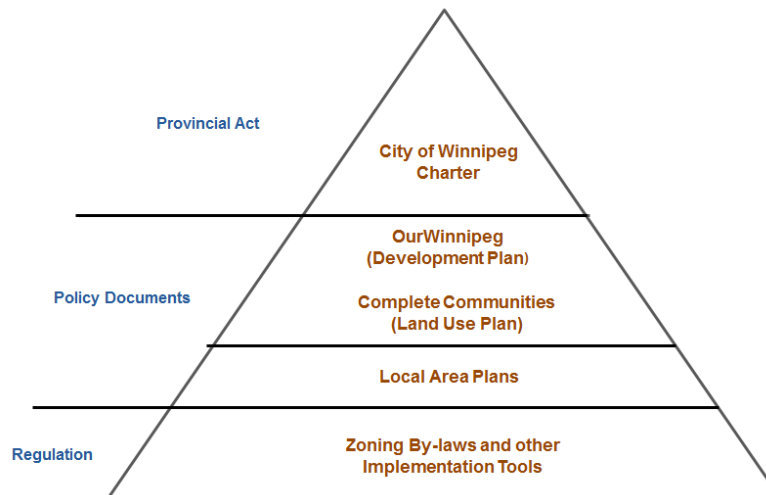 Provincial Act
City of Winnipeg
Charter
OurWinnipeg
(Development Plan)
Policy Documents
Complete Communities
(Land Use Plan)
Local Area Plans
Regulation
Zoning By-laws and other
Implementation Tools